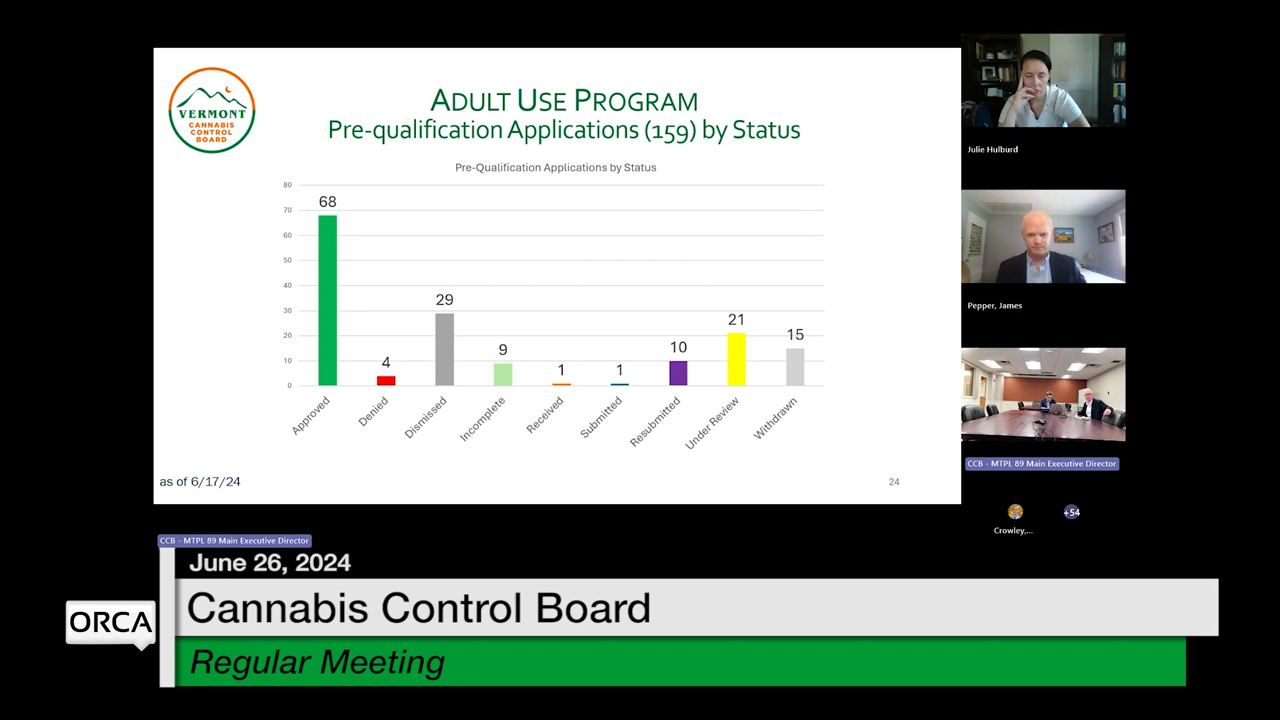 VERMONT
CANNABIS
CONTROL
BOARD
ADULT USE PROGRAM
Pre-qualification Applications (159) by Status
Pre-Qualification Applications by Status
80
70
60
50
40
30
20
10
0
68
4
29
9
1
1
10
21
15
Approved
Denied
Dismissed
Incomplete
Received
Submitted
Resubmitted
Under Review
Withdrawn
as of 6/17/24
24
Julie Hulburd
Pepper, James
CCB - MTPL 89 Main Executive Director
Crowley,...
+54
CCB - MTPL 89 Main Executive Director
June 26, 2024
ORCA
Cannabis Control Board
Regular Meeting